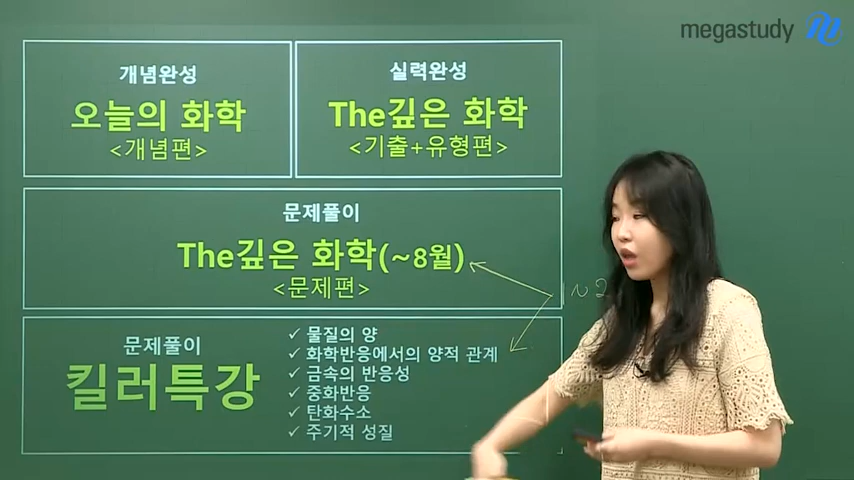 megastudy
개념완성
오늘의 화학
<개념편>
실력완성
The깊은 화학
<기출+유형편>
문제풀이
The깊은 화학(~8월)
<문제편>
1~2
문제풀이
킬러특강
✓ 물질의 양
✓ 화학반응에서의 양적 관계
✓ 금속의 반응성
✓ 중화반응
✓ 탄화수소
✓ 주기적 성질